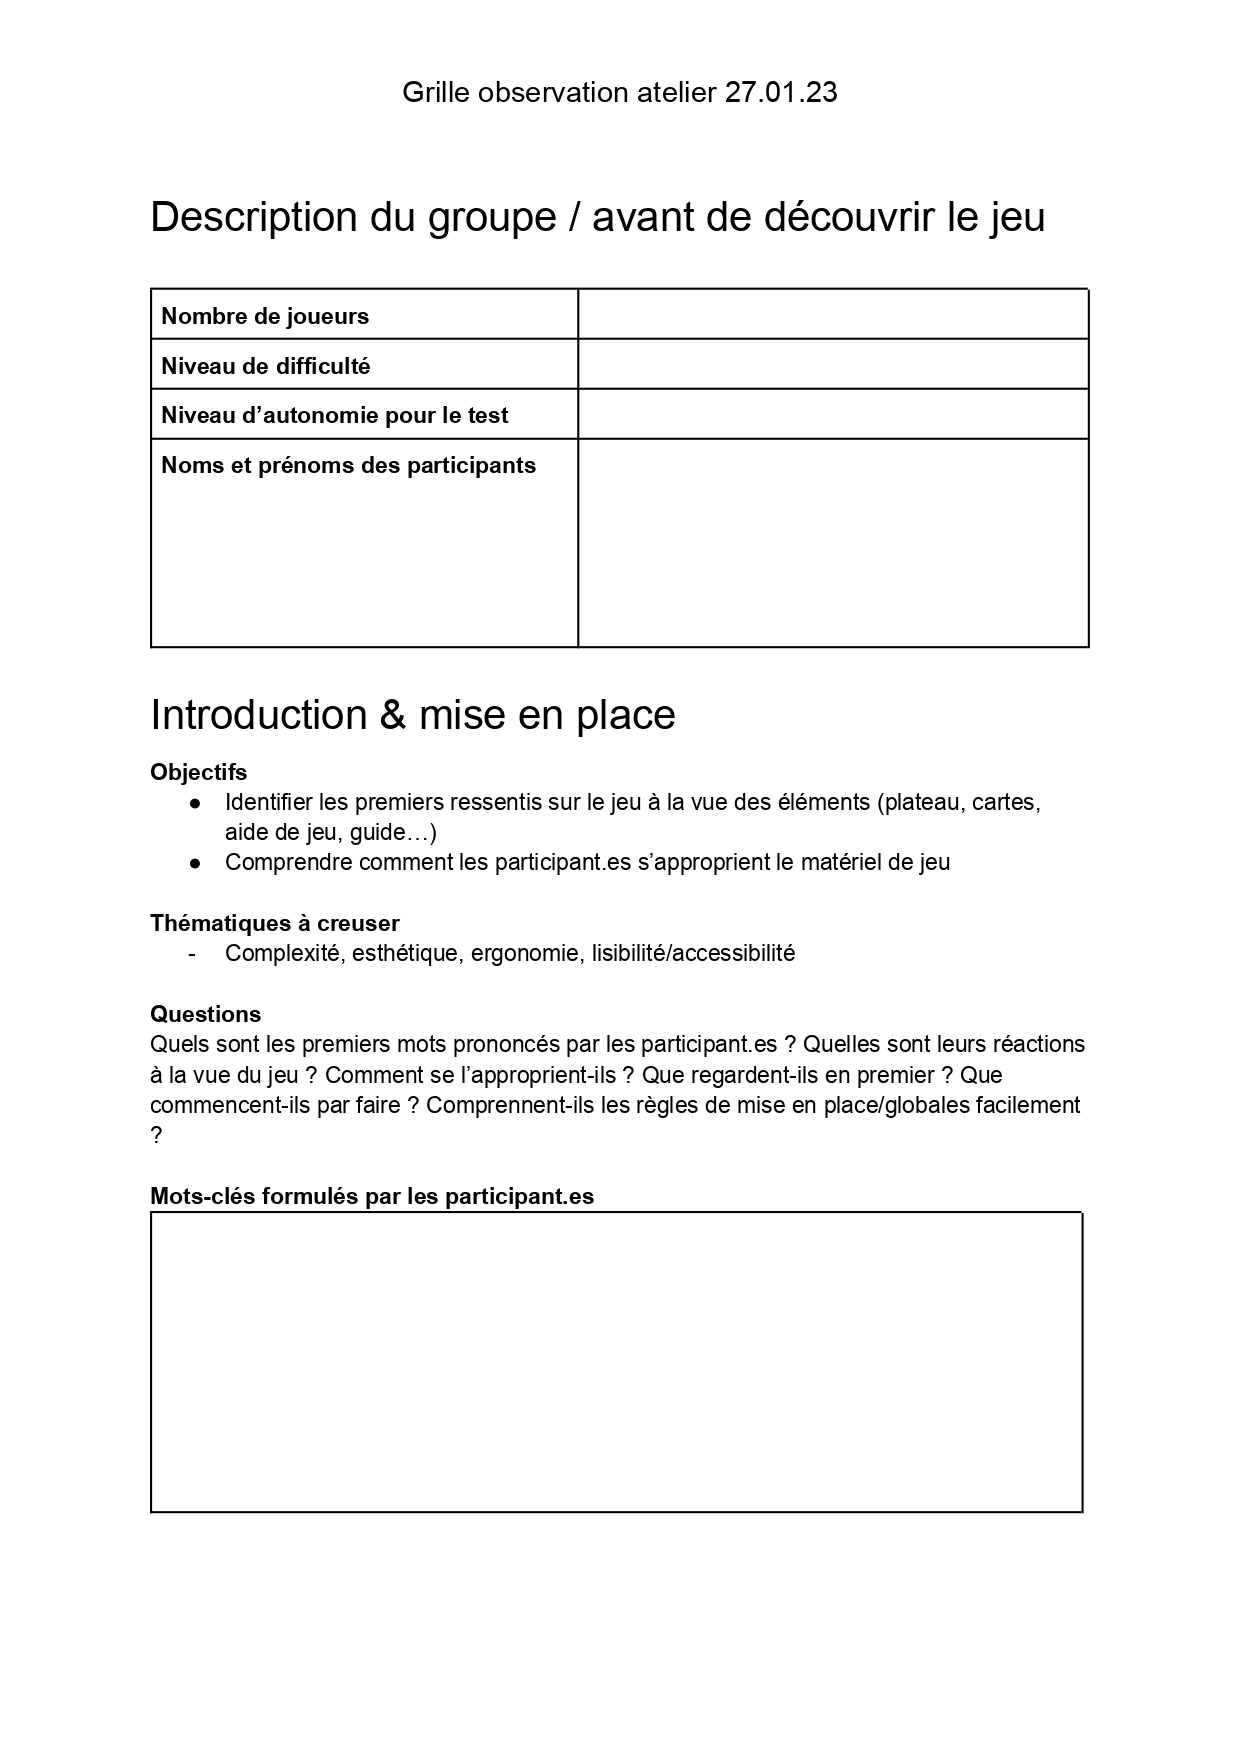 Grille observation atelier 27.01.23
Description du groupe / avant de découvrir le jeu
Nombre de joueurs
Niveau de difficulté
Niveau d’autonomie pour le test
Noms et prénoms des participants
Introduction & mise en place
Objectifs
● Identifier les premiers ressentis sur le jeu à la vue des éléments (plateau, cartes,
aide de jeu, guide…)
● Comprendre comment les participant.es s’approprient le matériel de jeu
Thématiques à creuser
- Complexité, esthétique, ergonomie, lisibilité/accessibilité
Questions
Quels sont les premiers mots prononcés par les participant.es ? Quelles sont leurs réactions
à la vue du jeu ? Comment se l’approprient-ils ? Que regardent-ils en premier ? Que
commencent-ils par faire ? Comprennent-ils les règles de mise en place/globales facilement
?
Mots-clés formulés par les participant.es